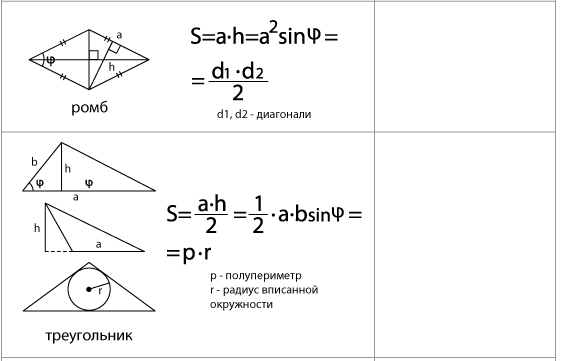 a
φ
h
ромб
S=a·h=a²sinφ=
=d1·d2/2
d1, d2 - диагонали
b
h
φ
φ
a
h
a
r
треугольник
S=a·h/2=1/2·a·bsinφ=
=p·r
p - полупериметр
r - радиус вписанной
окружности